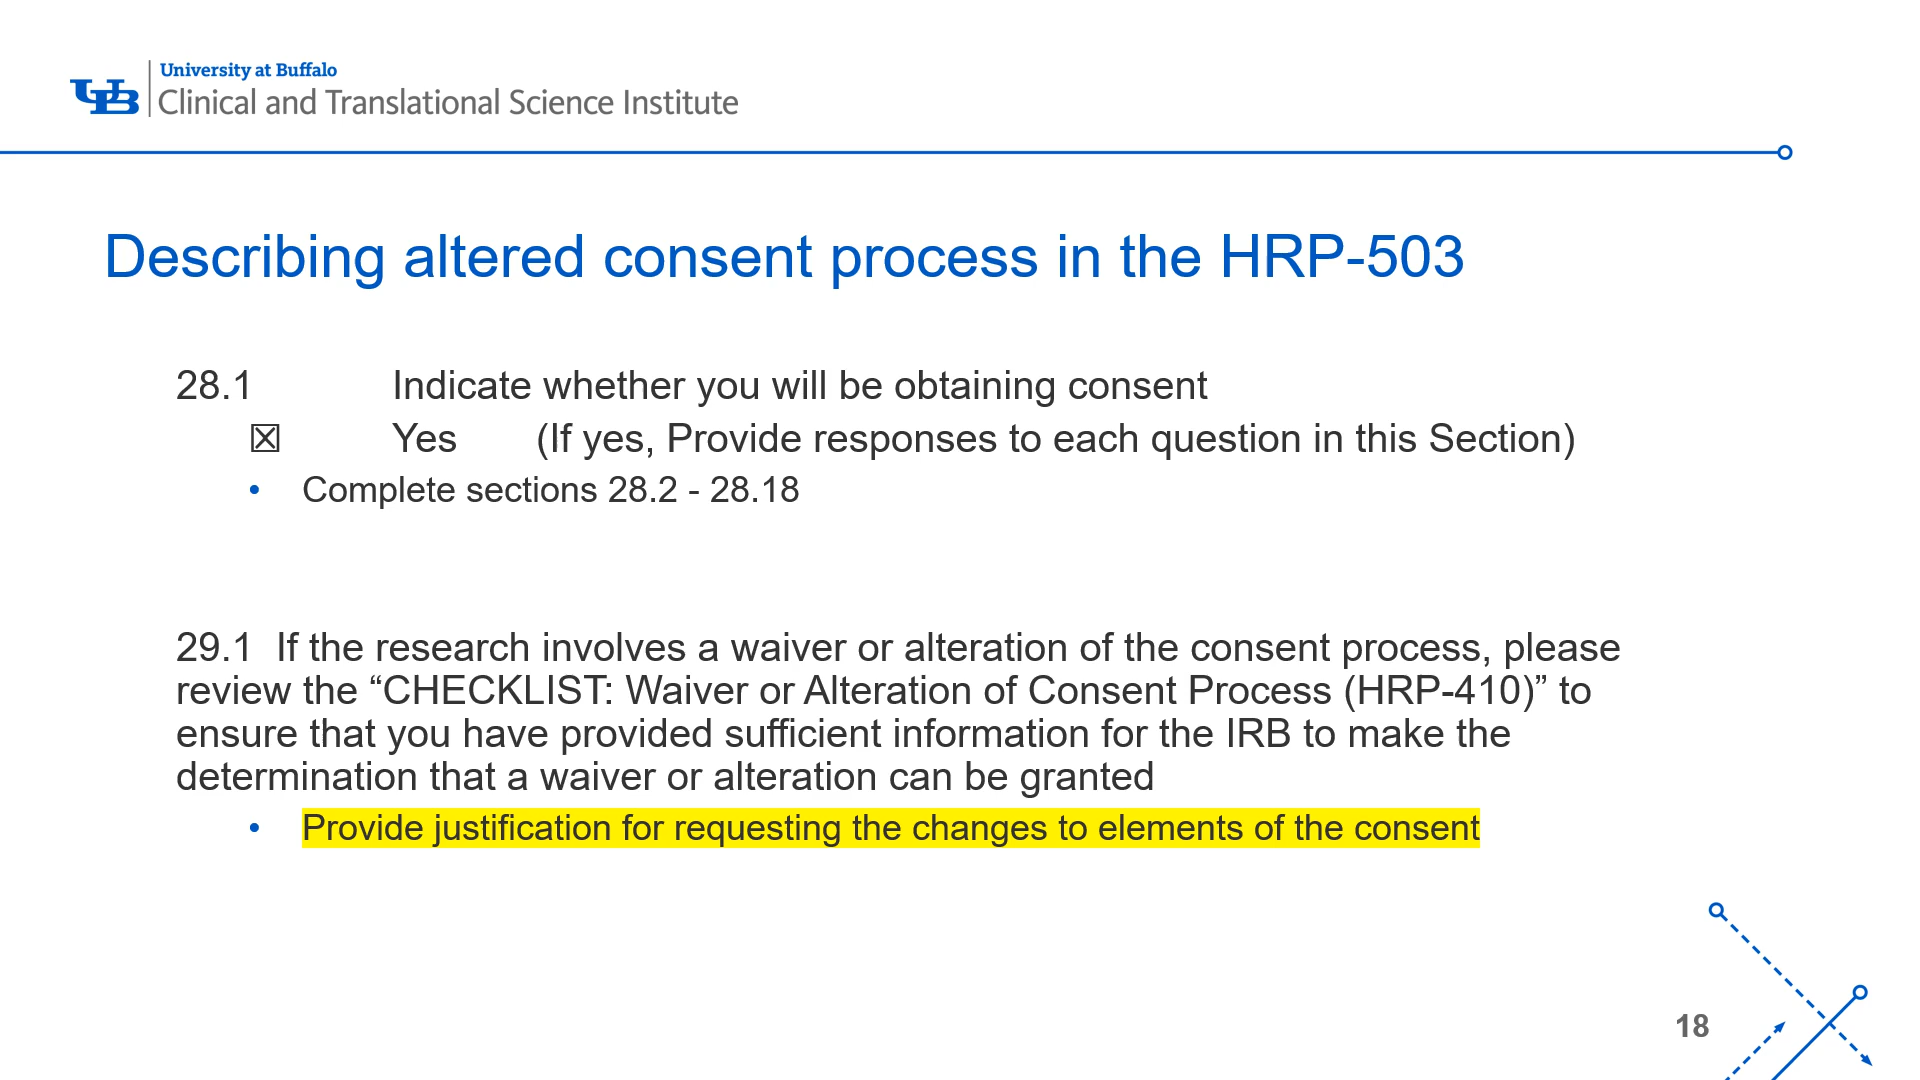 University at Buffalo
UB Clinical and Translational Science Institute
Describing altered consent process in the HRP-503
28.1 Indicate whether you will be obtaining consent
☒ Yes (If yes, Provide responses to each question in this Section)
• Complete sections 28.2 - 28.18
29.1 If the research involves a waiver or alteration of the consent process, please
review the “CHECKLIST: Waiver or Alteration of Consent Process (HRP-410)” to
ensure that you have provided sufficient information for the IRB to make the
determination that a waiver or alteration can be granted
• Provide justification for requesting the changes to elements of the consent
18